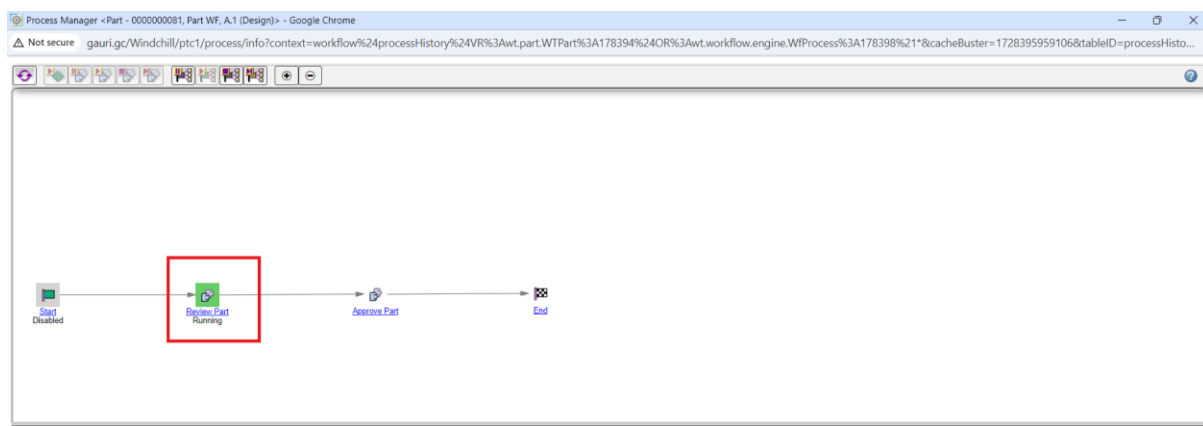 Process Manager <Part - 0000000081, Part WF, A.1 (Design)> - Google Chrome
Not secure gauri.gc/Windchill/ptc1/process/info?context=workflow%24processHistory%24VR%3Awt.part.WTPart%3A178394%24OR%3Awt.workflow.engine.WfProcess%3A178398%21*&cacheBuster=1728395959106&tableID=processHisto...
Start
Disabled
Review Part
Running
Approve Part
End